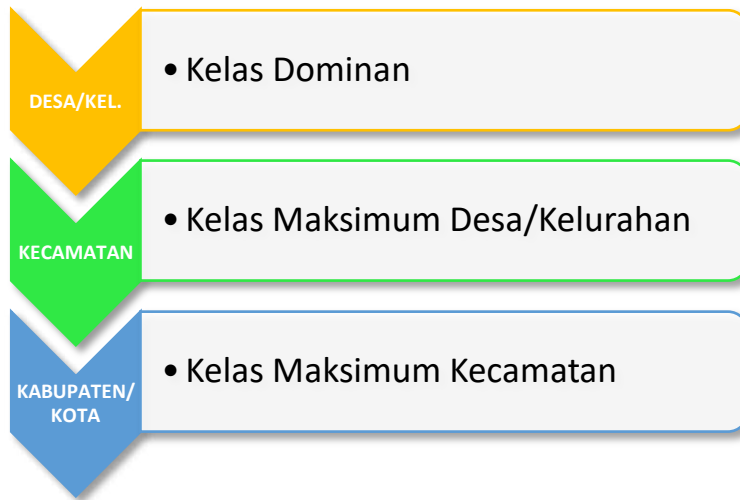 DESA/KEL.
• Kelas Dominan
KECAMATAN
• Kelas Maksimum Desa/Kelurahan
KABUPATEN/
KOTA
• Kelas Maksimum Kecamatan